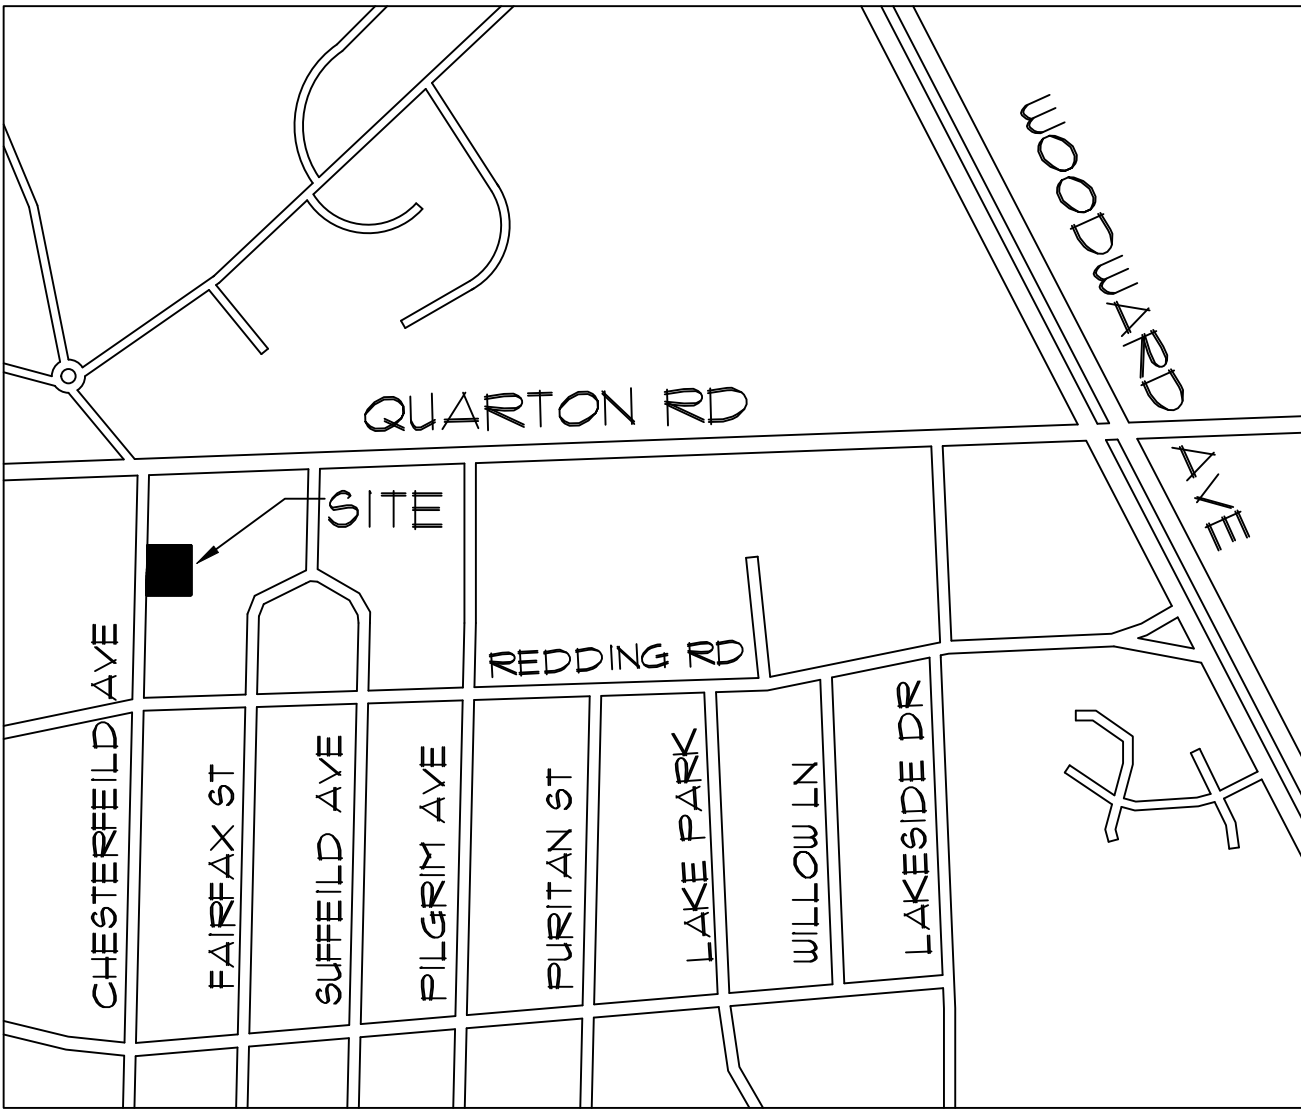 WOODWARD AVE
QUARTON RD
SITE
REDDING RD
CHESTERFEILD AVE
FAIRFAX ST
SUFFEILD AVE
PILGRIM AVE
PURITAN ST
LAKE PARK
WILLOW LN
LAKESIDE DR